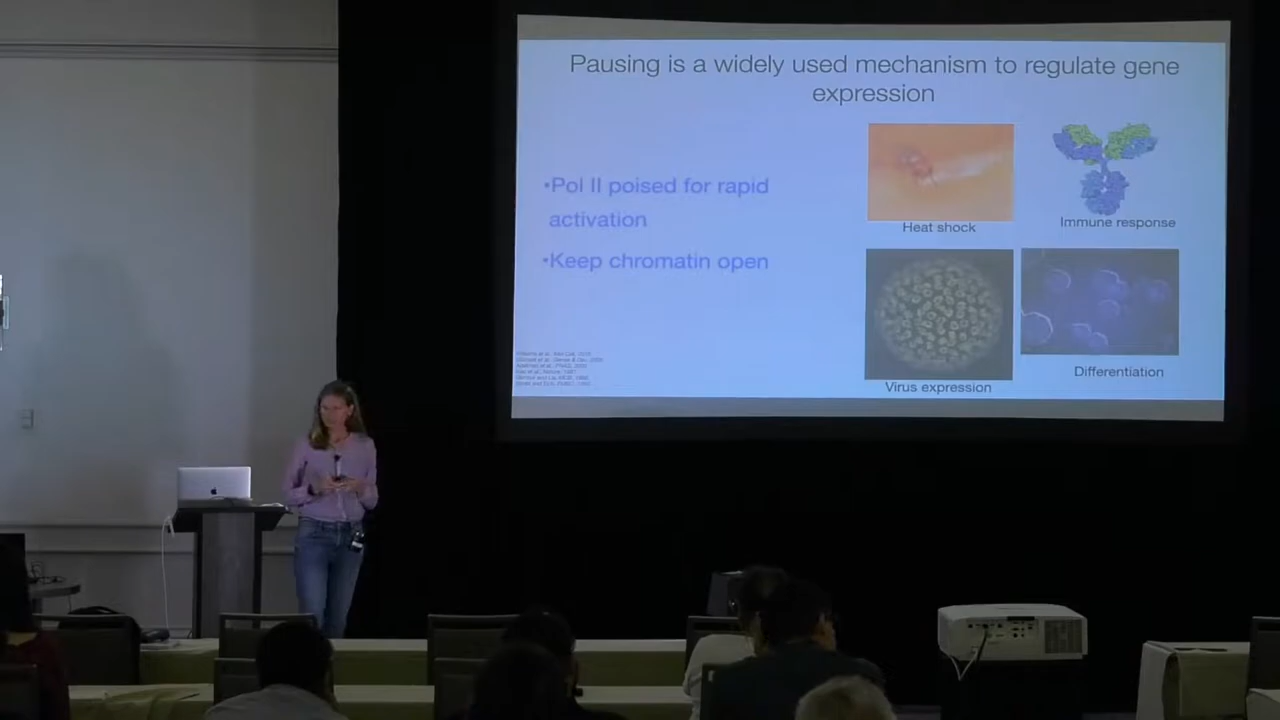 Pausing is a widely used mechanism to regulate gene
expression
•Pol II poised for rapid
activation
•Keep chromatin open
Heat shock
Immune response
Virus expression
Differentiation